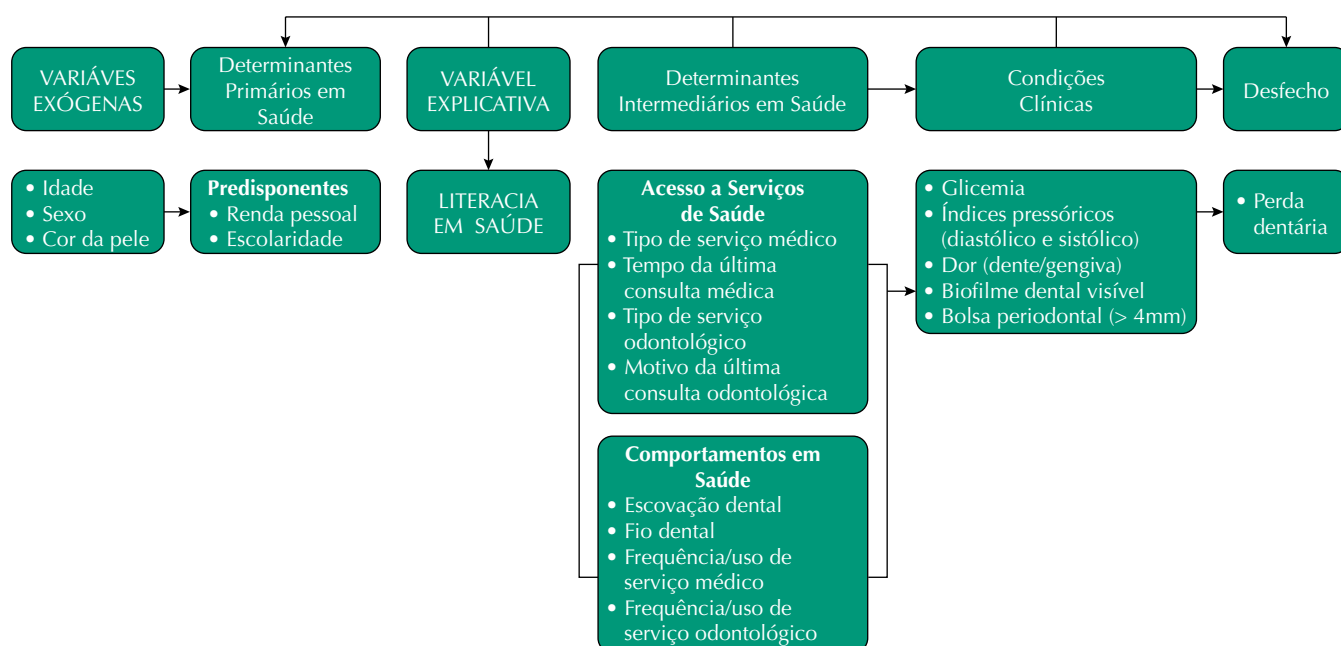 VARIÁVES
EXÓGENAS
Determinantes
Primários em
Saúde
VARIÁVEL
EXPLICATIVA
Determinantes
Intermediários em Saúde
Condições
Clínicas
Desfecho
• Idade
• Sexo
• Cor da pele
Predisponentes
• Renda pessoal
• Escolaridade
LITERACIA
EM SAÚDE
Acesso a Serviços
de Saúde
• Tipo de serviço médico
• Tempo da última
consulta médica
• Tipo de serviço
odontológico
• Motivo da última
consulta odontológica
Comportamentos em
Saúde
• Escovação dental
• Fio dental
• Frequência/uso de
serviço médico
• Frequência/uso de
serviço odontológico
• Glicemia
• Índices pressóricos
(diastólico e sistólico)
• Dor (dente/gengiva)
• Biofilme dental visível
• Bolsa periodontal (> 4mm)
• Perda
dentária